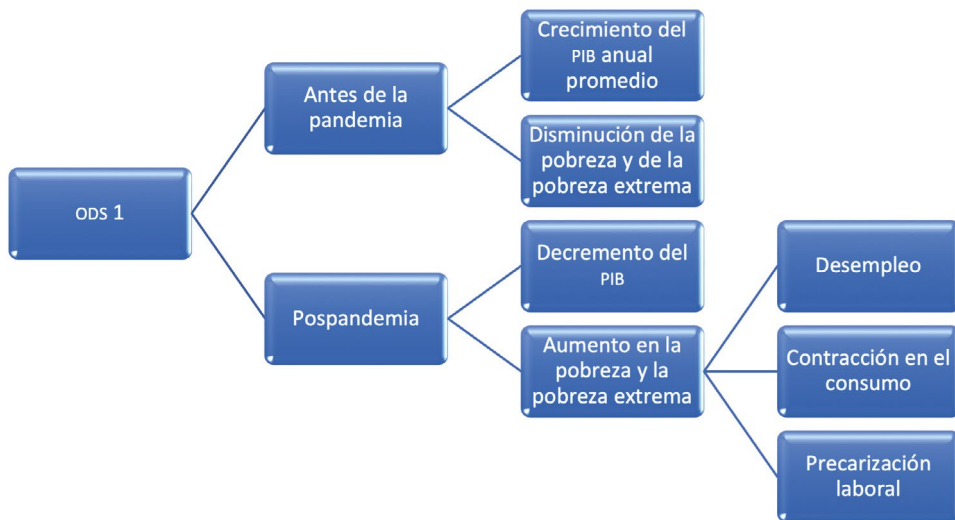 ODS 1
Antes de la
pandemia
Crecimiento del
PIB anual
promedio
Disminución de la
pobreza y de la
pobreza extrema
Pospandemia
Decremento del
PIB
Aumento en la
pobreza y la
pobreza extrema
Desempleo
Contracción en el
consumo
Precarización
laboral